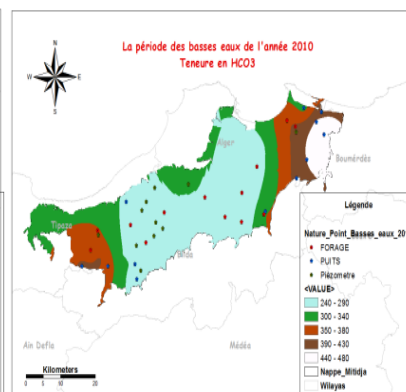 La période des basses eaux de l'année 2010
Teneure en HCO3
N
W
E
S
Alger
Boumérdès
Tipaza
Blida
Ain Defla
Médéa
Kilometers
0 5 10 20
Légende
Nature_Point_Basses_eaux_20
FORAGE
PUITS
Piézometre
<VALUE>
240 - 290
300 - 340
350 - 380
390 - 430
440 - 480
Nappe_Mitidja
Wilayas